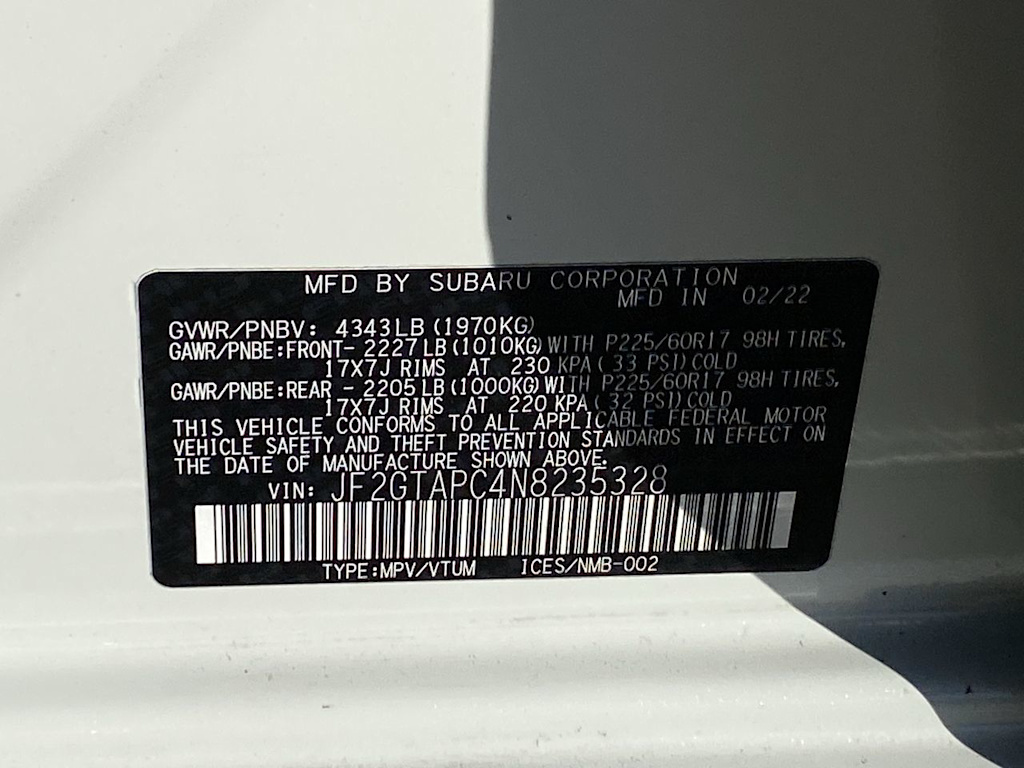 MFD BY SUBARU CORPORATION
MFD IN 02/22
GVWR/PNBV: 4343LB(1970KG)
GAWR/PNBE:FRONT- 2227LB(1010KG)WITH P225/60R17 98H TIRES,
17X7J RIMS AT 230 KPA(33 PSI)COLD
GAWR/PNBE:REAR - 2205LB(1000KG)WITH P225/60R17 98H TIRES,
17X7J RIMS AT 220 KPA(32 PSI)COLD
THIS VEHICLE CONFORMS TO ALL APPLICABLE FEDERAL MOTOR
VEHICLE SAFETY AND THEFT PREVENTION STANDARDS IN EFFECT ON
THE DATE OF MANUFACTURE SHOWN ABOVE.
VIN: JF2GTAPC4N8235328
TYPE:MPV/VTUM ICES/NMB-002